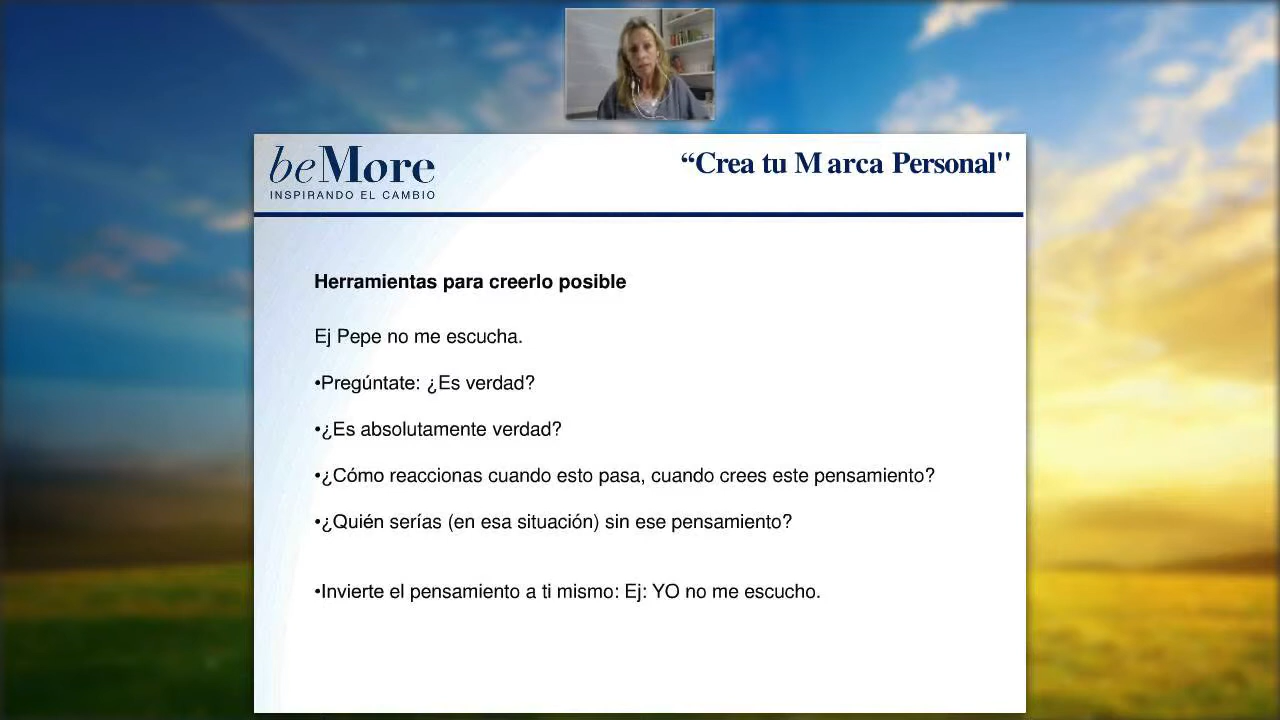 beMore
INSPIRANDO EL CAMBIO
“Crea tu Marca Personal"
Herramientas para creerlo posible
Ej Pepe no me escucha.
•Pregúntate: ¿Es verdad?
•¿Es absolutamente verdad?
•¿Cómo reaccionas cuando esto pasa, cuando crees este pensamiento?
•¿Quién serías (en esa situación) sin ese pensamiento?
•Invierte el pensamiento a ti mismo: Ej: YO no me escucho.